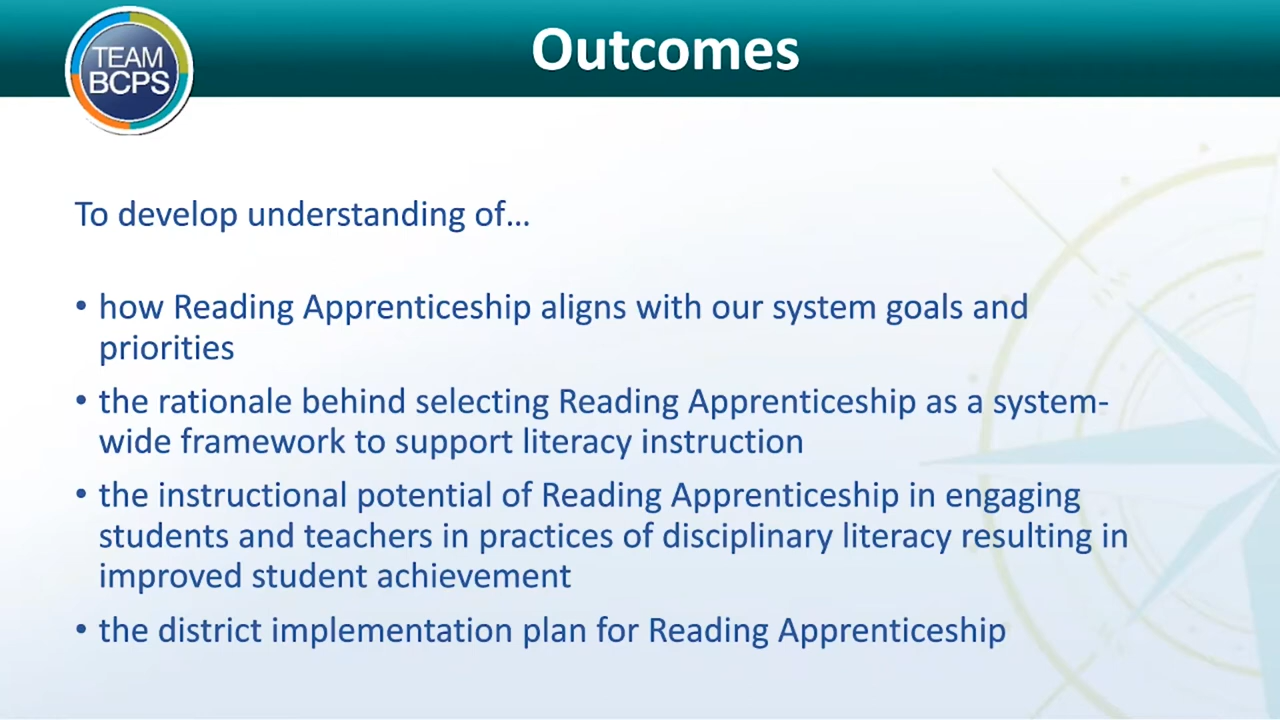 TEAM
BCPS
Outcomes
To develop understanding of...
• how Reading Apprenticeship aligns with our system goals and
priorities
• the rationale behind selecting Reading Apprenticeship as a system-
wide framework to support literacy instruction
• the instructional potential of Reading Apprenticeship in engaging
students and teachers in practices of disciplinary literacy resulting in
improved student achievement
• the district implementation plan for Reading Apprenticeship